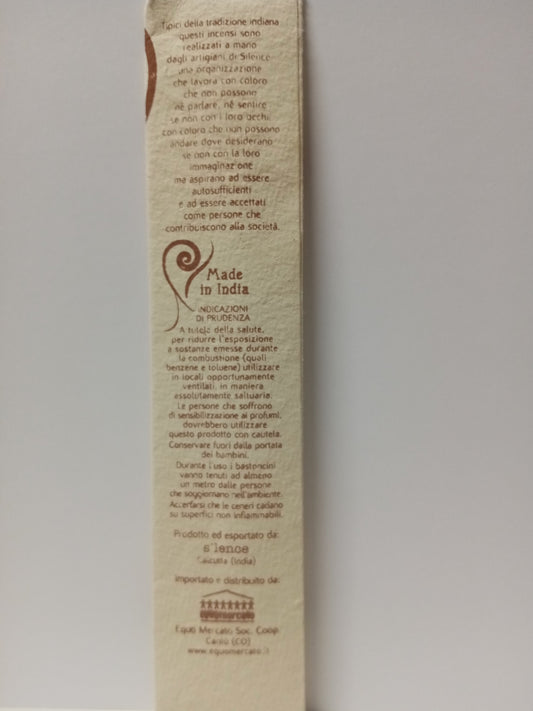 Tipici della tradizione indiana
questi incensi sono
realizzati a mano
dagli artigiani di Silence
una organizzazione
che lavora con coloro
che non possono
nè parlare, nè sentire
se non con i loro occhi,
con coloro che non possono
andare dove desiderano
se non con la loro
immaginazione
ma aspirano ad essere
autosufficienti
e ad essere accettati
come persone che
contribuiscono alla società.
Made
in India
INDICAZIONI
DI PRUDENZA
A tutela della salute,
per ridurre l'esposizione
a sostanze emesse durante
la combustione (quali
benzene e toluene) utilizzare
in locali opportunamente
ventilati, in maniera
assolutamente saltuaria.
Le persone che soffrono
di sensibilizzazione ai profumi,
dovrebbero utilizzare
questo prodotto con cautela.
Conservare fuori dalla portata
dei bambini.
Durante l'uso i bastoncini
vanno tenuti ad almeno
un metro dalle persone
che soggiornano nell'ambiente.
Accertarsi che le ceneri cadano
su superfici non infiammabili.
Prodotto ed esportato da:
silence
Calcutta (India)
Importato e distribuito da:
equomercato
Equo Mercato Soc. Coop.
Cantù (CO)
www.equomercato.it